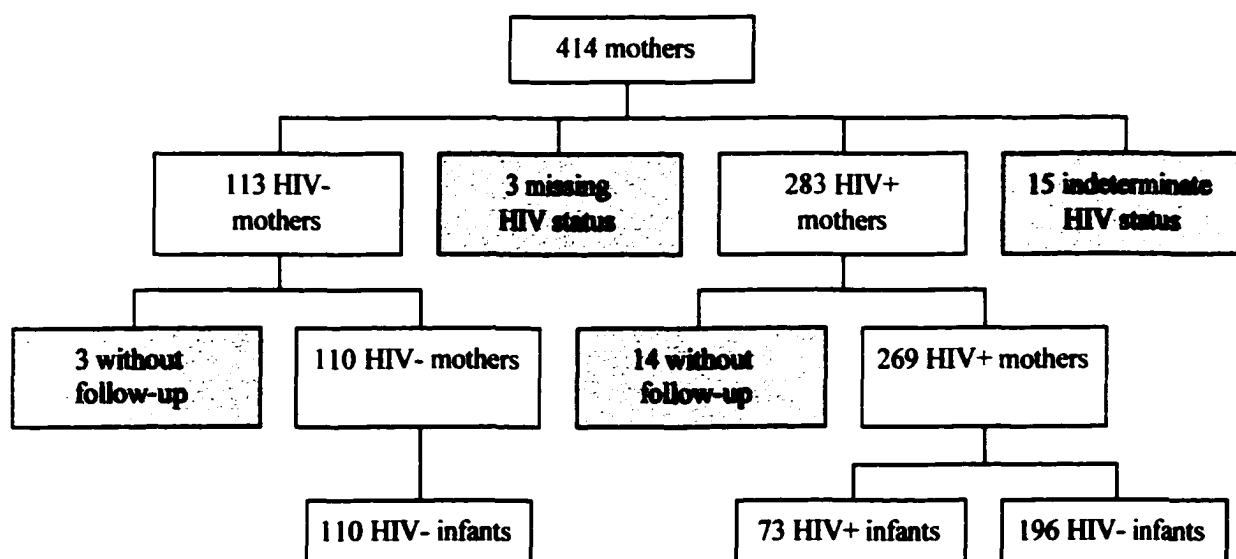 414 mothers
113 HIV-
mothers
3 missing
HIV status
283 HIV+
mothers
15 indeterminate
HIV status
3 without
follow-up
110 HIV- mothers
14 without
follow-up
269 HIV+ mothers
110 HIV- infants
73 HIV+ infants
196 HIV- infants